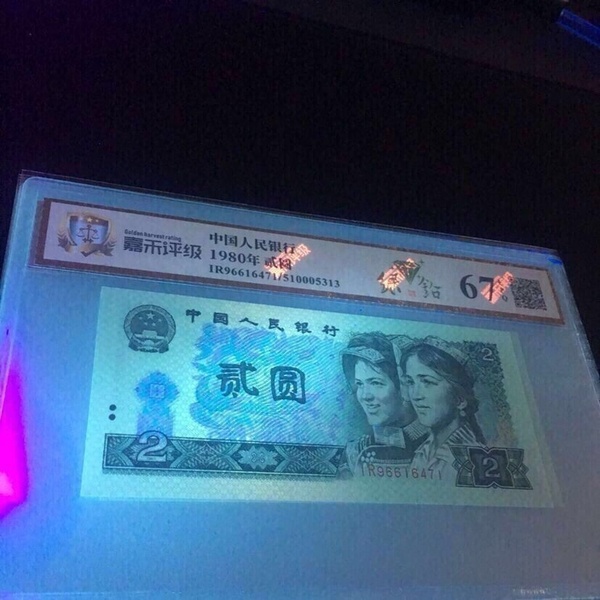 Golden harvest rating
嘉禾评级
中国人民银行
1980年 贰圆
IR96616471/510005313
67
中国人民银行
贰圆
2
2
IR96616471
2